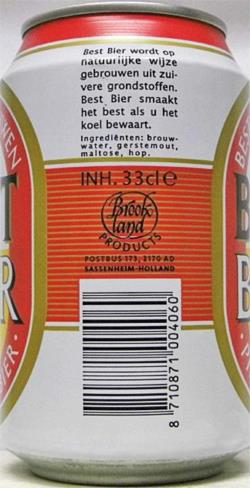 Best Bier wordt op
natuurlijke wijze
gebrouwen uit zui-
vere grondstoffen.
Best Bier smaakt
het best als u het
koel bewaart.
Ingrediënten: brouw-
water, gerstemout,
maltose, hop.
INH. 33cl e
Brook
land
PRODUCTS
POSTBUS 173, 2170 AD
SASSENHEIM-HOLLAND
8 710871 004060